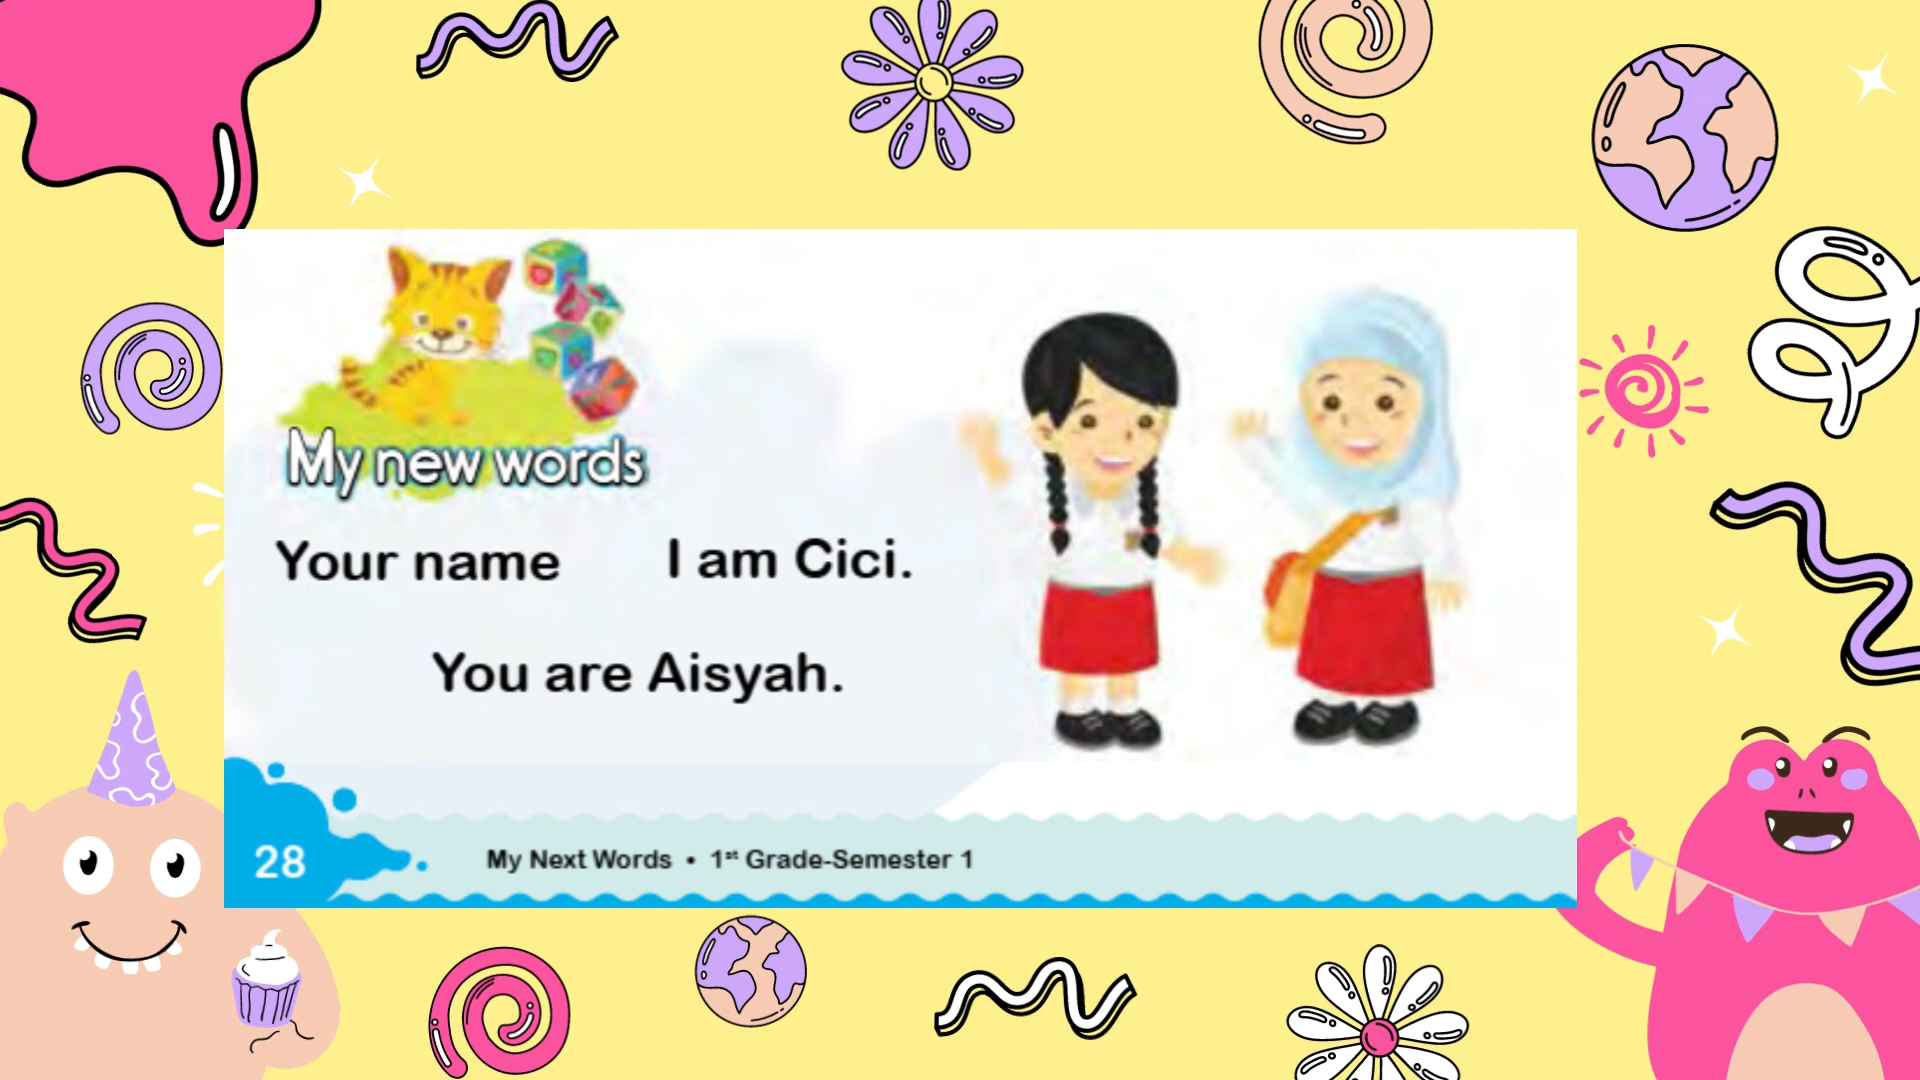 My new words
Your name
I am Cici.
You are Aisyah.
28
My Next Words • 1st Grade-Semester 1